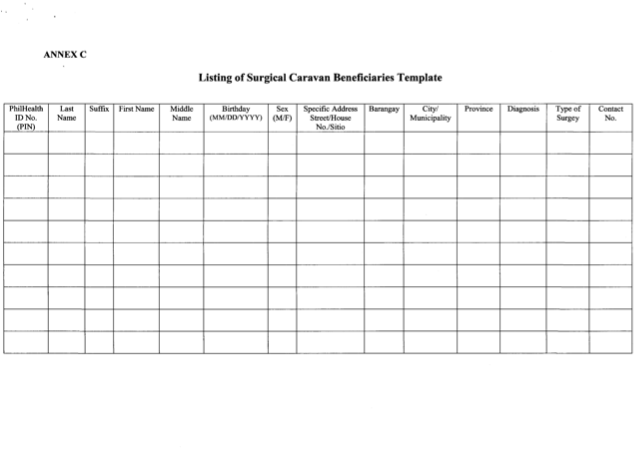 ANNEX C
Listing of Surgical Caravan Beneficiaries Template
PhilHealth ID No. (PIN)
Last Name
Suffix
First Name
Middle Name
Birthday (MM/DD/YYYY)
Sex (M/F)
Specific Address Street/House No./Sitio
Barangay
City/ Municipality
Province
Diagnosis
Type of Surgey
Contact No.